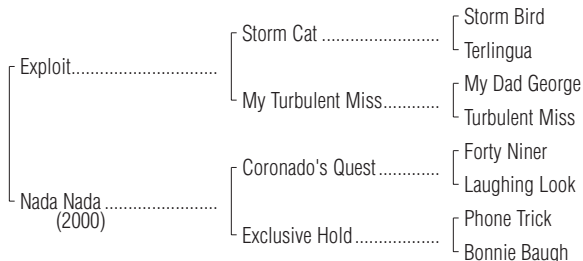 Storm Bird
Storm Cat ..........................
Terlingua
Exploit................................
My Dad George
My Turbulent Miss............
Turbulent Miss
Forty Niner
Coronado's Quest.............
Laughing Look
Nada Nada .........................
(2000)
Phone Trick
Exclusive Hold...................
Bonnie Baugh